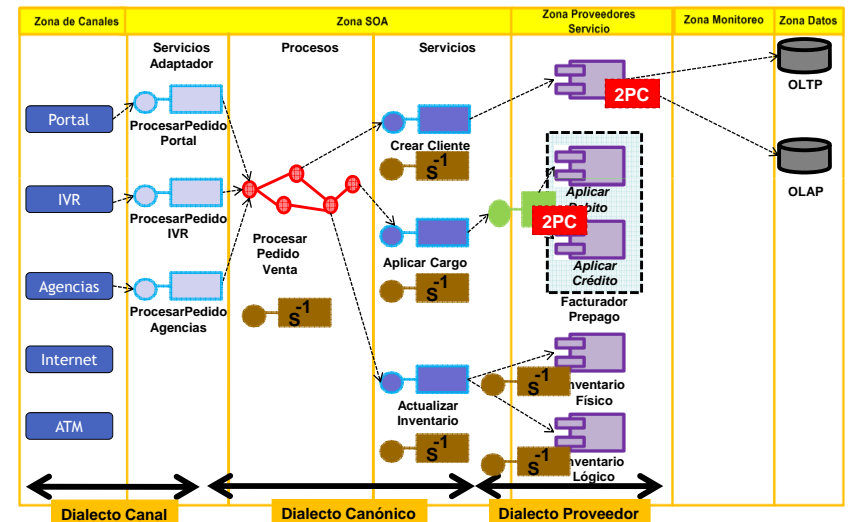 Zona de Canales
Zona SOA
Zona Proveedores
Servicio
Zona Monitoreo
Zona Datos
Servicios
Adaptador
Procesos
Servicios
Portal
ProcesarPedido
Portal
IVR
ProcesarPedido
IVR
Agencias
ProcesarPedido
Agencias
Internet
ATM
Procesar
Pedido
Venta
S-1
Crear Cliente
S-1
Aplicar Cargo
S-1
Actualizar
Inventario
S-1
2PC
Aplicar
2PC
Aplicar
Crédito
Facturador
Prepago
S-1
Inventario
Físico
S-1
Inventario
Lógico
OLTP
OLAP
Dialecto Canal
Dialecto Canónico
Dialecto Proveedor